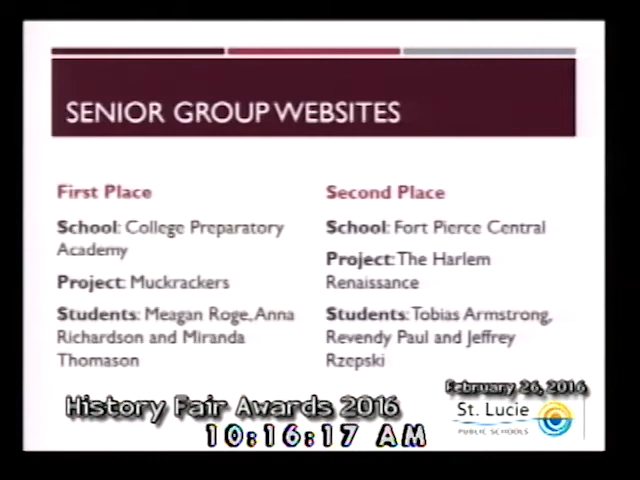 SENIOR GROUP WEBSITES
First Place
School: College Preparatory
Academy
Project: Muckrackers
Students: Meagan Roge, Anna
Richardson and Miranda
Thomason
Second Place
School: Fort Pierce Central
Project: The Harlem
Renaissance
Students: Tobias Armstrong,
Revendy Paul and Jeffrey
Rzepski
February 26, 2016
History Fair Awards 2016
St. Lucie
PUBLIC SCHOOLS
10:16:17 AM